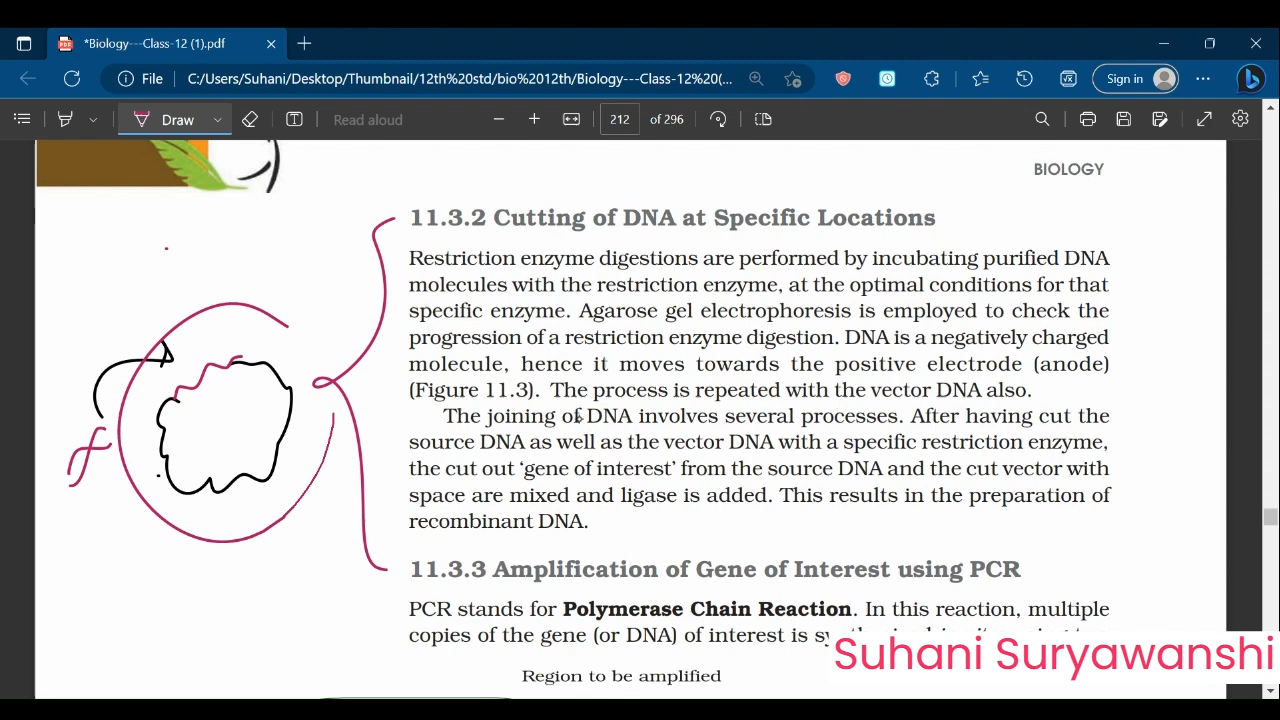 *Biology---Class-12 (1).pdf
File
C:/Users/Suhani/Desktop/Thumbnail/12th%20std/bio%2012th/Biology---Class-12%20(...
Sign in
Draw
Read aloud
212 of 296
BIOLOGY
11.3.2 Cutting of DNA at Specific Locations
Restriction enzyme digestions are performed by incubating purified DNA
molecules with the restriction enzyme, at the optimal conditions for that
specific enzyme. Agarose gel electrophoresis is employed to check the
progression of a restriction enzyme digestion. DNA is a negatively charged
molecule, hence it moves towards the positive electrode (anode)
(Figure 11.3). The process is repeated with the vector DNA also.
The joining of DNA involves several processes. After having cut the
source DNA as well as the vector DNA with a specific restriction enzyme,
the cut out ‘gene of interest’ from the source DNA and the cut vector with
space are mixed and ligase is added. This results in the preparation of
recombinant DNA.
11.3.3 Amplification of Gene of Interest using PCR
PCR stands for Polymerase Chain Reaction. In this reaction, multiple
copies of the gene (or DNA) of interest is
Suhani Suryawanshi
Region to be amplified